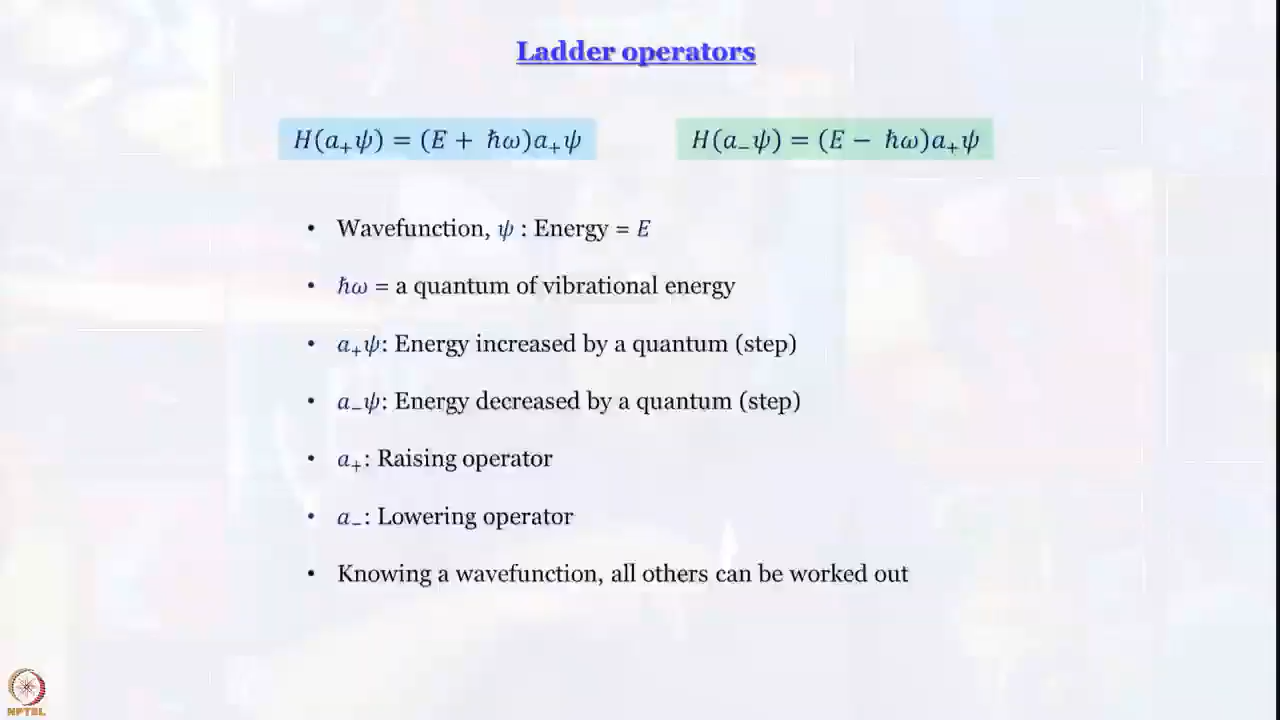 Ladder operators
H(a₊ψ) = (E + ħω)a₊ψ
H(a₋ψ) = (E − ħω)a₊ψ
• Wavefunction, ψ : Energy = E
• ħω = a quantum of vibrational energy
• a₊ψ: Energy increased by a quantum (step)
• a₋ψ: Energy decreased by a quantum (step)
• a₊: Raising operator
• a₋: Lowering operator
• Knowing a wavefunction, all others can be worked out
NPTEL